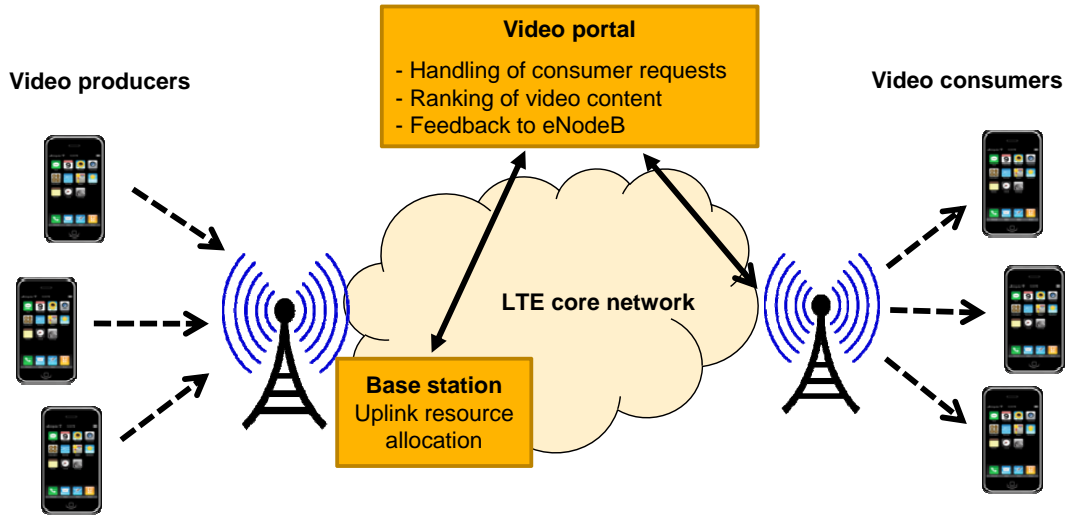 Video portal
- Handling of consumer requests
- Ranking of video content
- Feedback to eNodeB
Video producers
Video consumers
LTE core network
Base station
Uplink resource
allocation